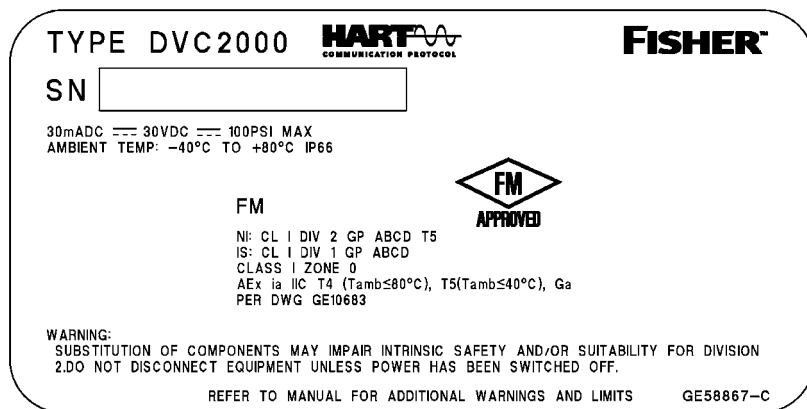 TYPE DVC2000 HART COMMUNICATION PROTOCOL FISHER™
SN
30mADC ⎓ 30VDC ⎓ 100PSI MAX
AMBIENT TEMP: -40°C TO +80°C IP66
FM
APPROVED
FM
NI: CL I DIV 2 GP ABCD T5
IS: CL I DIV 1 GP ABCD
CLASS I ZONE 0
AEx ia IIC T4 (Tamb≤80°C), T5(Tamb≤40°C), Ga
PER DWG GE10683
WARNING:
SUBSTITUTION OF COMPONENTS MAY IMPAIR INTRINSIC SAFETY AND/OR SUITABILITY FOR DIVISION
2.DO NOT DISCONNECT EQUIPMENT UNLESS POWER HAS BEEN SWITCHED OFF.
REFER TO MANUAL FOR ADDITIONAL WARNINGS AND LIMITS GE58867-C